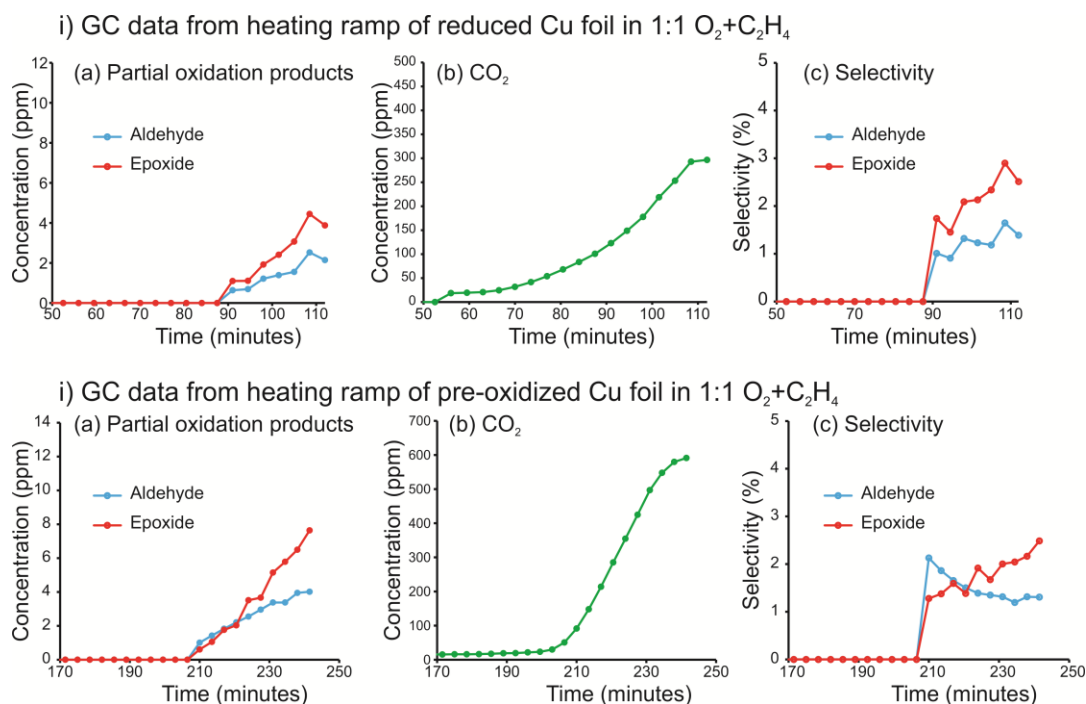 i) GC data from heating ramp of reduced Cu foil in 1:1 O₂+C₂H₄
(a) Partial oxidation products
Concentration (ppm)
12
10
8
6
4
2
0
Aldehyde
Epoxide
50 60 70 80 90 100 110
Time (minutes)
(b) CO₂
Concentration (ppm)
500
450
400
350
300
250
200
150
100
50
0
50 60 70 80 90 100 110
Time (minutes)
(c) Selectivity
Selectivity (%)
5
4
3
2
1
0
Aldehyde
Epoxide
50 70 90 110
Time (minutes)
i) GC data from heating ramp of pre-oxidized Cu foil in 1:1 O₂+C₂H₄
(a) Partial oxidation products
Concentration (ppm)
14
12
10
8
6
4
2
0
Aldehyde
Epoxide
170 190 210 230 250
Time (minutes)
(b) CO₂
Concentration (ppm)
700
600
500
400
300
200
100
0
170 190 210 230 250
Time (minutes)
(c) Selectivity
Selectivity (%)
5
4
3
2
1
0
Aldehyde
Epoxide
170 190 210 230 250
Time (minutes)